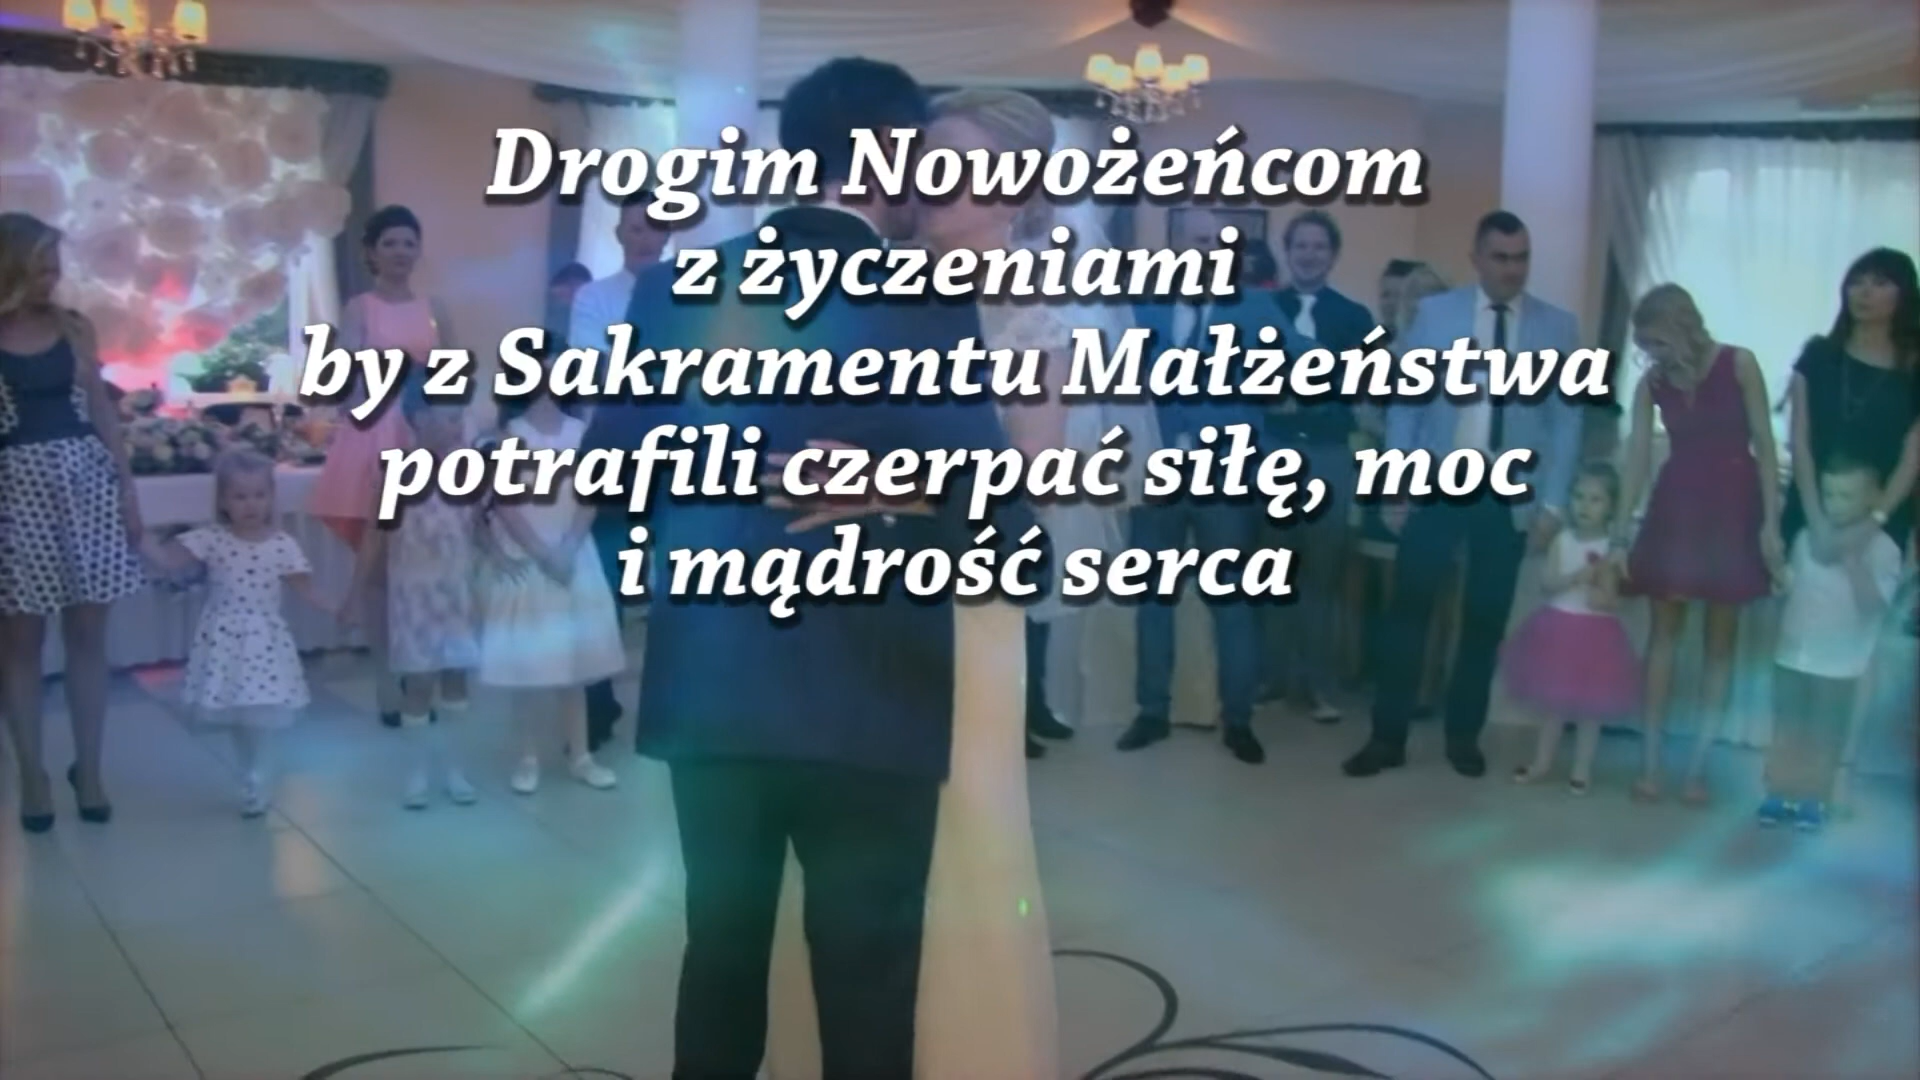 Drogim Nowożeńcom
z życzeniami
by z Sakramentu Małżeństwa
potrafili czerpać siłę, moc
i mądrość serca